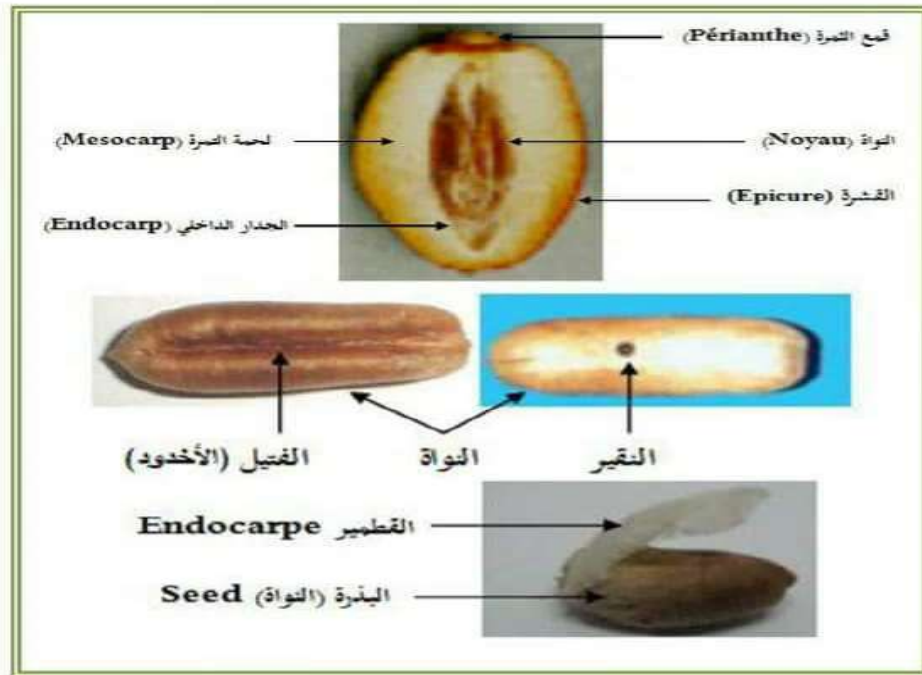 قمع الثمرة (Périanthe)
لحمة الثمرة (Mesocarp)
النواة (Noyau)
القشرة (Epicure)
الجدار الداخلي (Endocarp)
الفتيل (الأخدود)
النواة
النقير
القطمير Endocarpe
البذرة (النواة) Seed